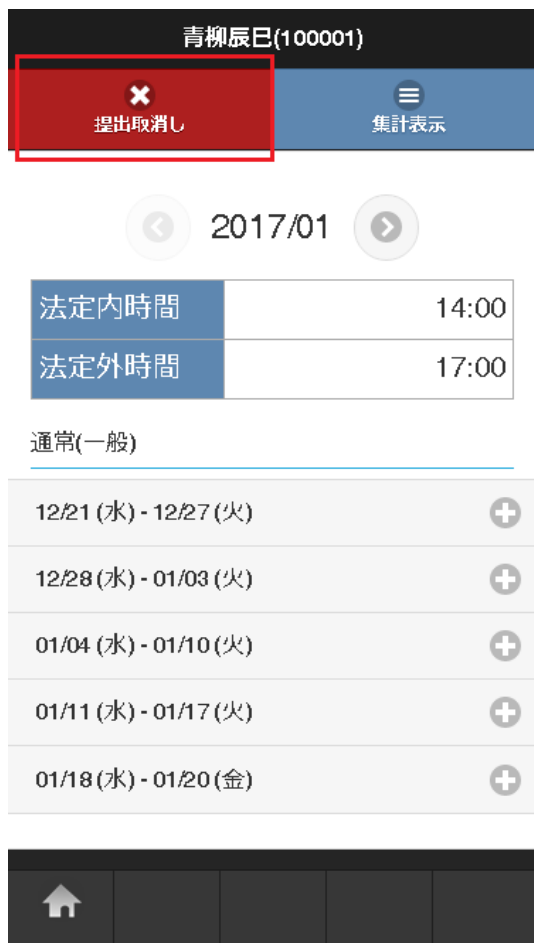 青柳辰巳(100001)
提出取消し
集計表示
2017/01
法定内時間 14:00
法定外時間 17:00
通常(一般)
12/21 (水) - 12/27 (火)
12/28 (水) - 01/03 (火)
01/04 (水) - 01/10 (火)
01/11 (水) - 01/17 (火)
01/18 (水) - 01/20 (金)